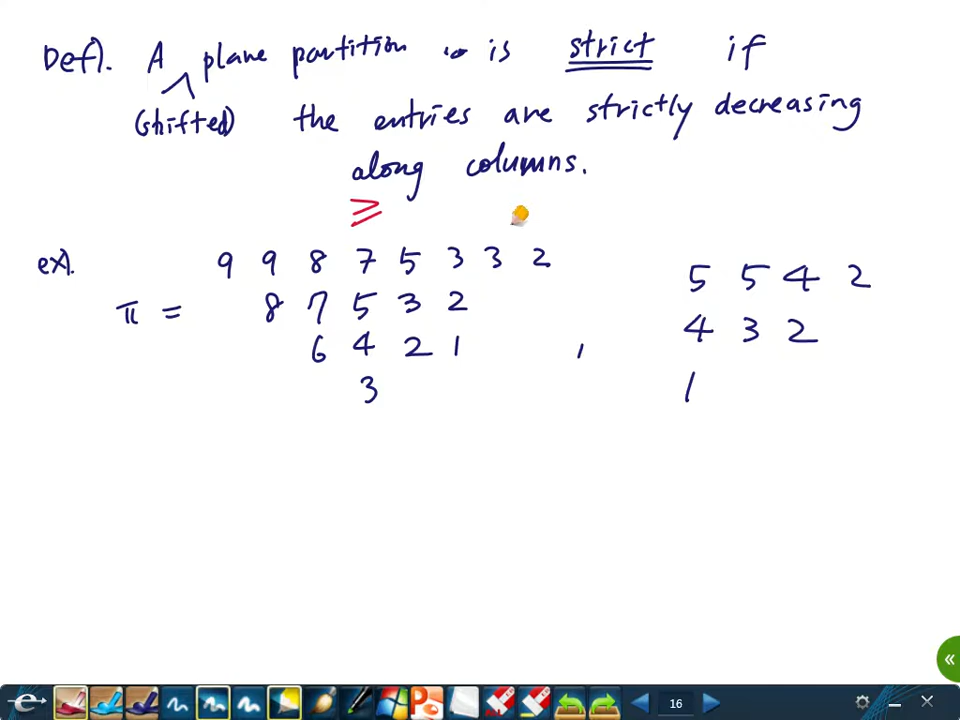 Def). A plane partition is strict if
(shifted) the entries are strictly decreasing
along columns.
≥
ex). 9 9 8 7 5 3 3 2
5 5 4 2
π = 8 7 5 3 2
4 3 2
6 4 2 1 ,
3
1
16